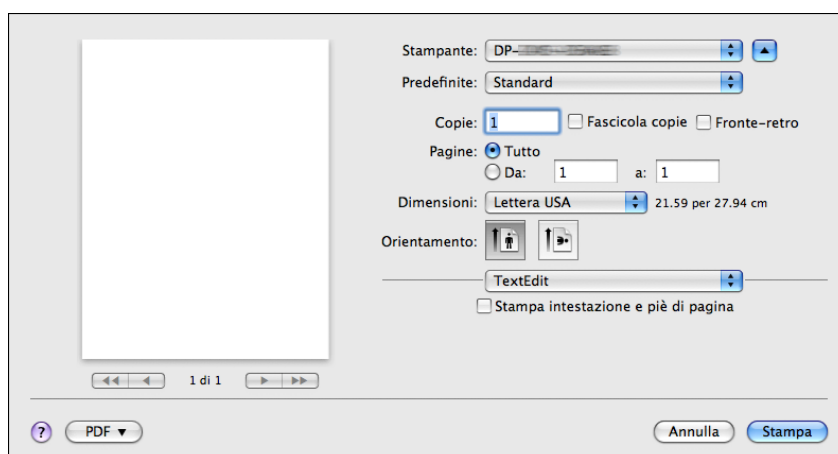 Stampante: DP-
Predefinite: Standard
Copie: 1 Fascicola copie Fronte-retro
Pagine: Tutto
Da: 1 a: 1
Dimensioni: Lettera USA 21.59 per 27.94 cm
Orientamento:
TextEdit
Stampa intestazione e piè di pagina
1 di 1
? PDF ▼ Annulla Stampa